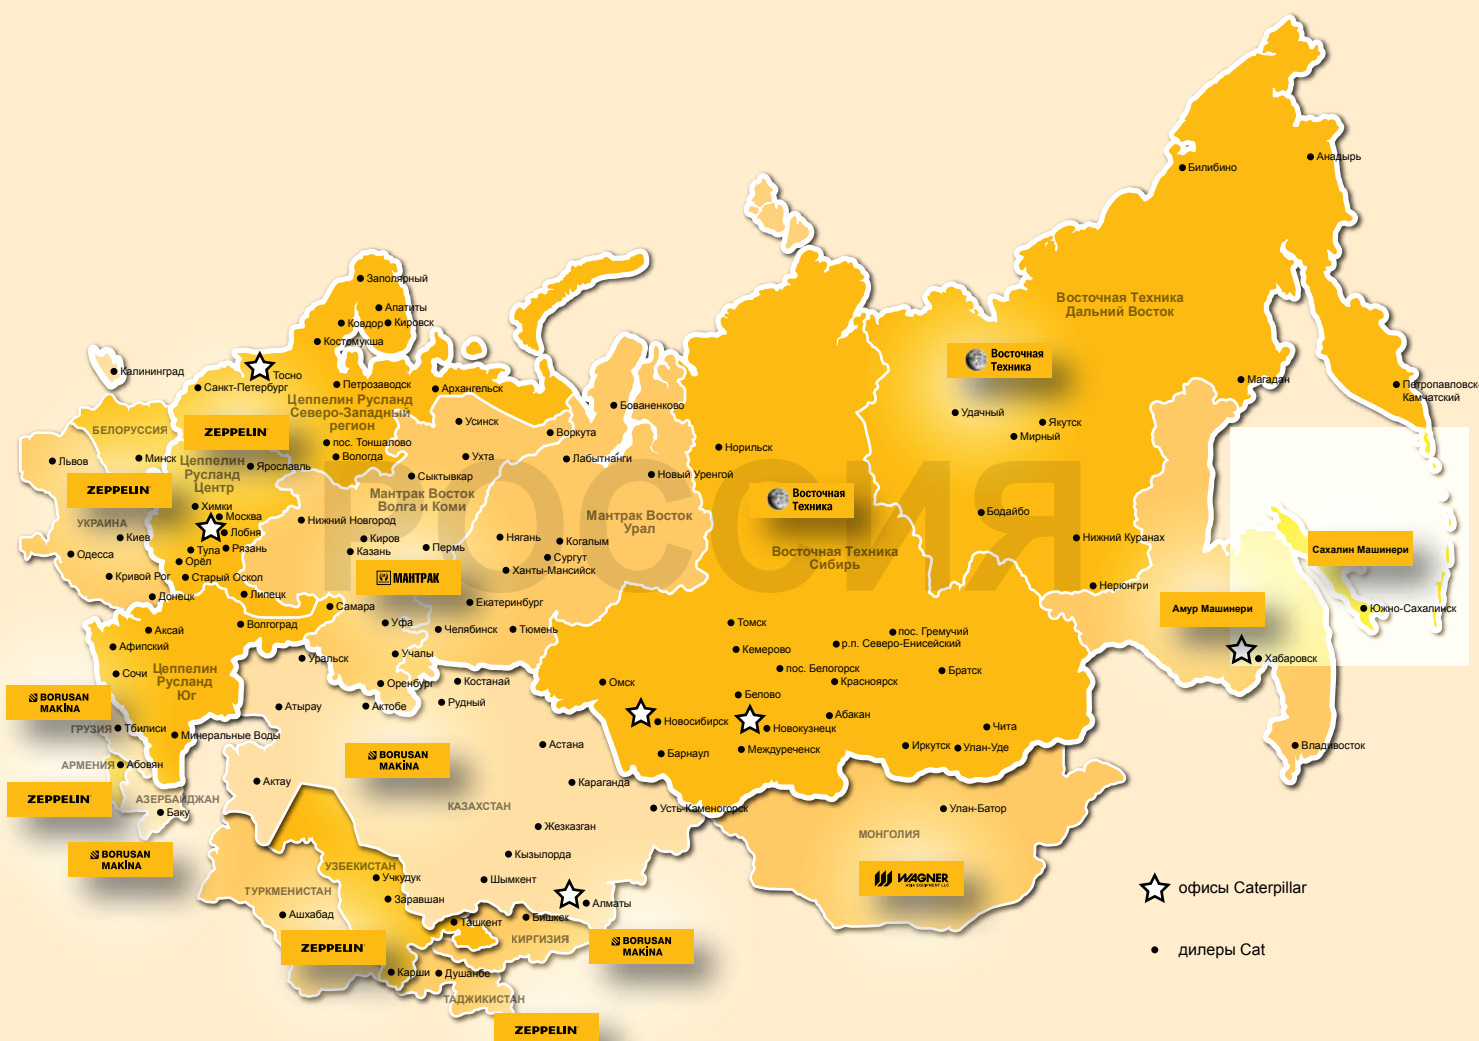 Анадырь
Билибино
Заполярный
Восточная Техника
Дальний Восток
Апатиты
Ковдор
Кировск
Костомукша
Восточная
Техника
Калининград
Тосно
Санкт-Петербург
Петрозаводск
Архангельск
Магадан
Петропавловск-
Камчатский
Цеппелин Русланд
Северо-Западный
регион
Бованенково
Удачный
Якутск
Мирный
БЕЛОРУССИЯ
ZEPPELIN
Усинск
Воркута
пос. Тоншалово
Вологда
Норильск
Львов
Минск
Цеппелин
Русланд
Центр
Ярославль
Ухта
Лабытнанги
Сыктывкар
Новый Уренгой
РОССИЯ
ZEPPELIN
Мантрак Восток
Волга и Коми
Восточная
Техника
Химки
Москва
Лобня
УКРАИНА
Киев
Нижний Новгород
Мантрак Восток
Урал
Бодайбо
Одесса
Тула
Рязань
Орёл
Киров
Казань
Пермь
Нягань
Когалым
Сургут
Ханты-Мансийск
Восточная Техника
Сибирь
Нижний Куранах
Сахалин Машинери
Кривой Рог
Старый Оскол
МАНТРАК
Нерюнгри
Донецк
Липецк
Самара
Екатеринбург
Амур Машинери
Южно-Сахалинск
Аксай
Волгоград
Уфа
Челябинск
Тюмень
Томск
пос. Гремучий
р.п. Северо-Енисейский
Афипский
Учалы
Кемерово
Хабаровск
Уральск
Сочи
Цеппелин
Русланд
Юг
Оренбург
Костанай
Омск
пос. Белогорск
Красноярск
Братск
BORUSAN
MAKİNA
Атырау
Актобе
Рудный
Белово
Абакан
ГРУЗИЯ
Тбилиси
Минеральные Воды
Новосибирск
Новокузнецк
Чита
Астана
Барнаул
Междуреченск
Иркутск
Улан-Уде
Владивосток
BORUSAN
MAKİNA
АРМЕНИЯ
Абовян
Актау
Караганда
ZEPPELIN
АЗЕРБАЙДЖАН
Баку
КАЗАХСТАН
Усть-Каменогорск
Улан-Батор
Жезказган
МОНГОЛИЯ
BORUSAN
MAKİNA
Кызылорда
УЗБЕКИСТАН
Учкудук
Шымкент
WAGNER
ASIA EQUIPMENT LLC
офисы Caterpillar
ТУРКМЕНИСТАН
Заравшан
Алматы
Ашхабад
Ташкент
Бишкек
КИРГИЗИЯ
ZEPPELIN
BORUSAN
MAKİNA
дилеры Cat
Карши
Душанбе
ТАДЖИКИСТАН
ZEPPELIN